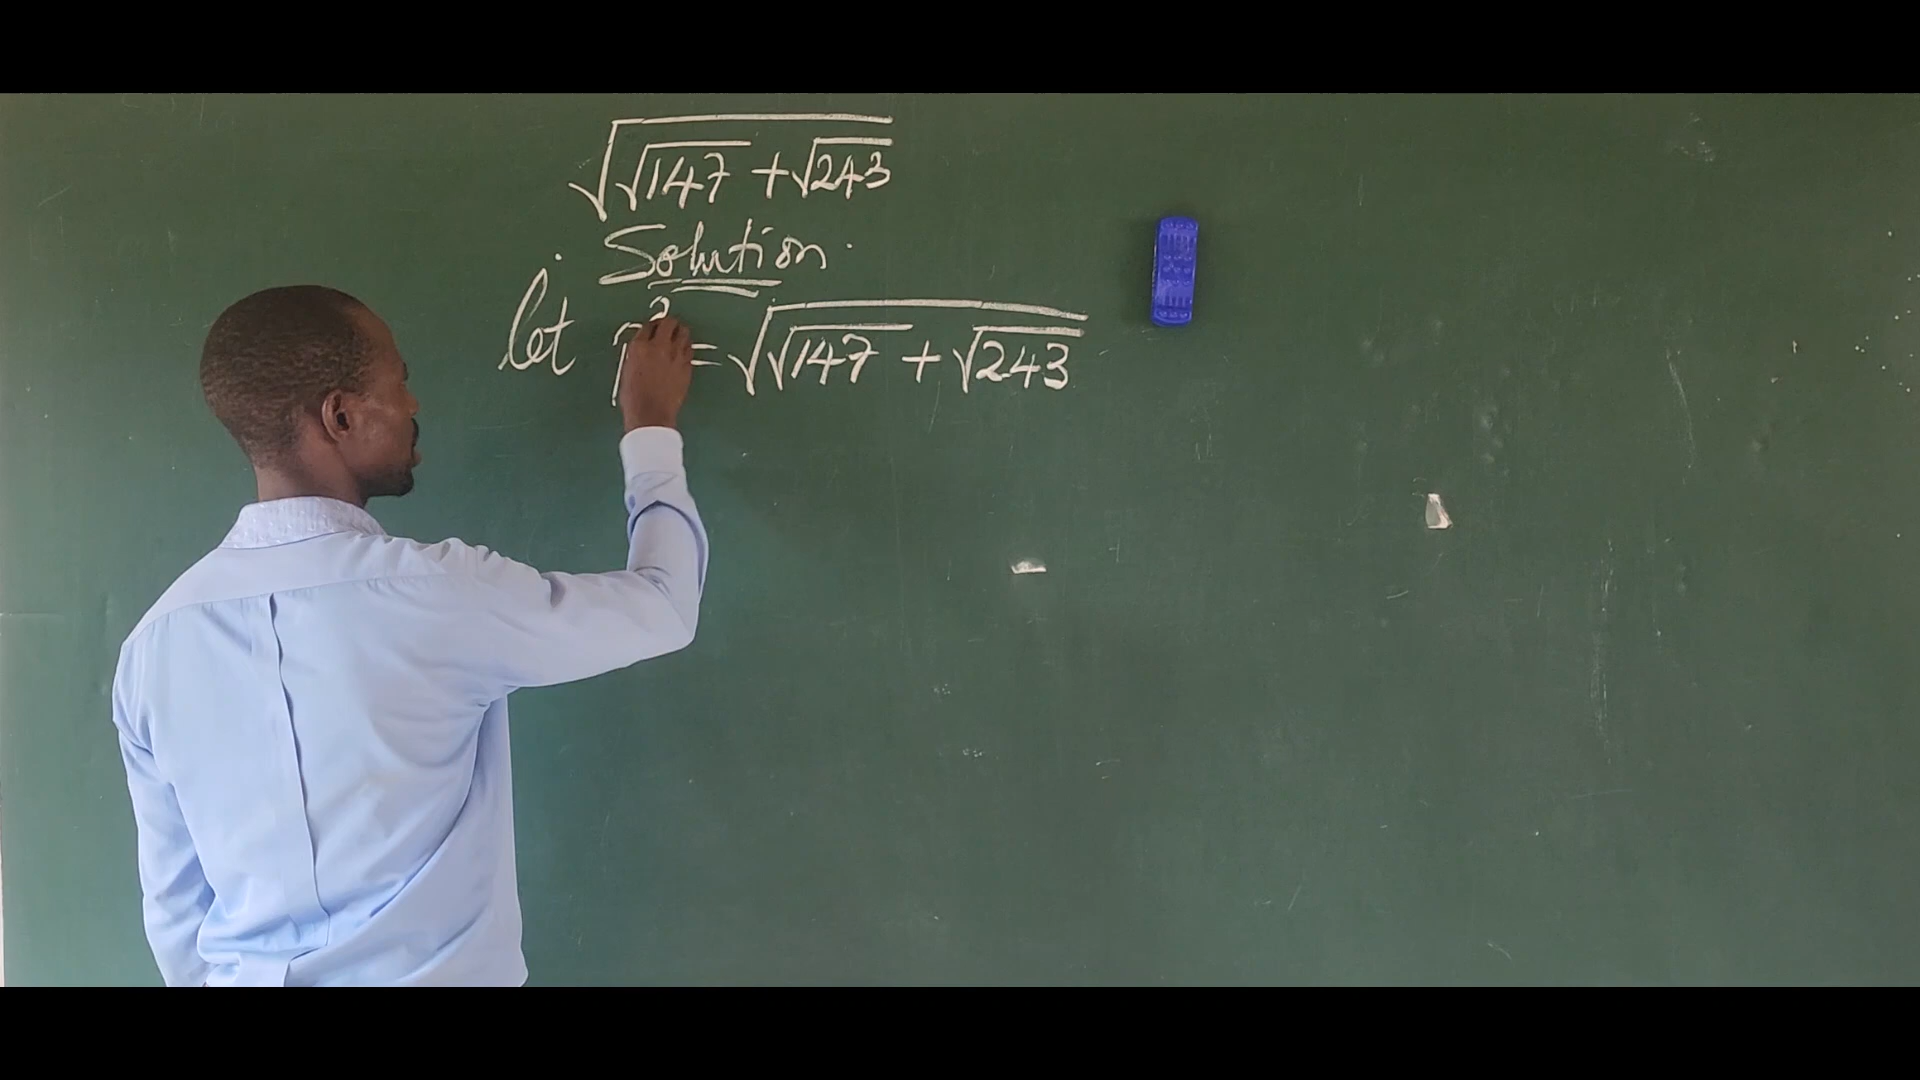 √(√147 + √243)
Solution.
let p² = √(√147 + √243)